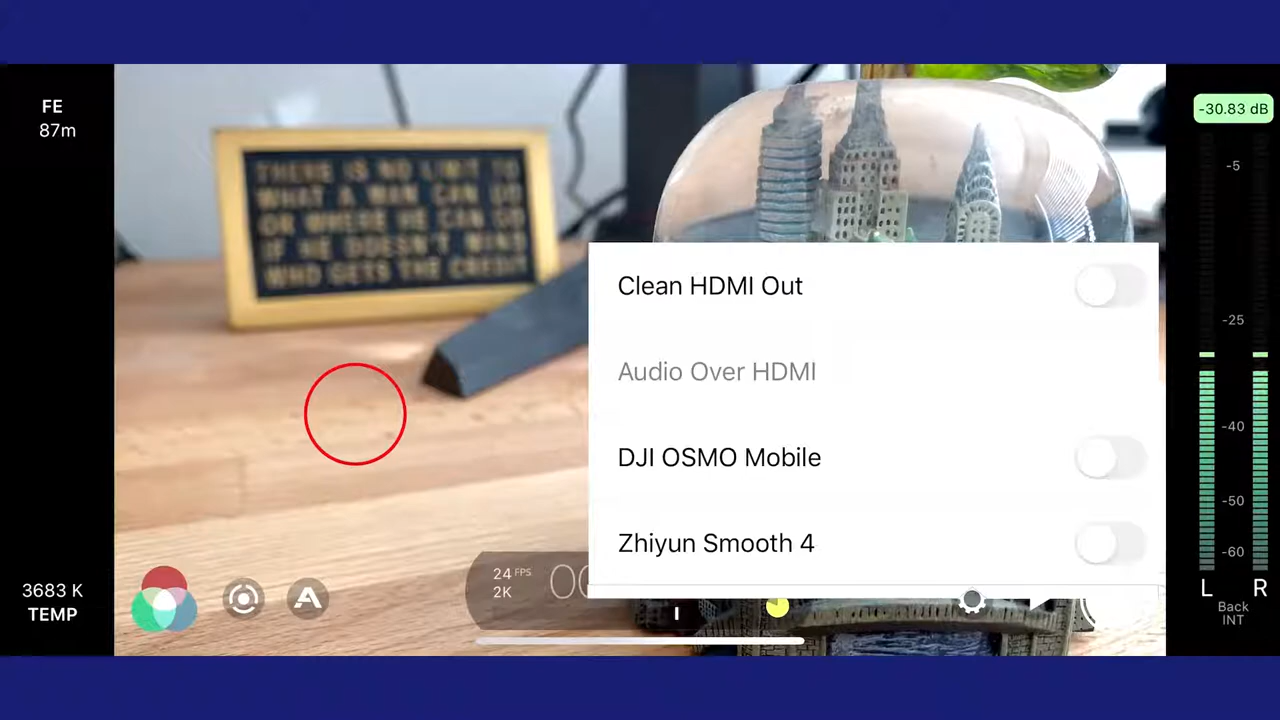 FE
87m
-30.83 dB
-5
THERE IS NO LIMIT TO
WHAT A MAN CAN DO
OR WHERE HE CAN GO
IF HE DOESN'T MIND
WHO GETS THE CREDIT
Clean HDMI Out
-25
Audio Over HDMI
-40
DJI OSMO Mobile
-50
Zhiyun Smooth 4
-60
3683 K
TEMP
24 FPS
2K
L R
Back
INT